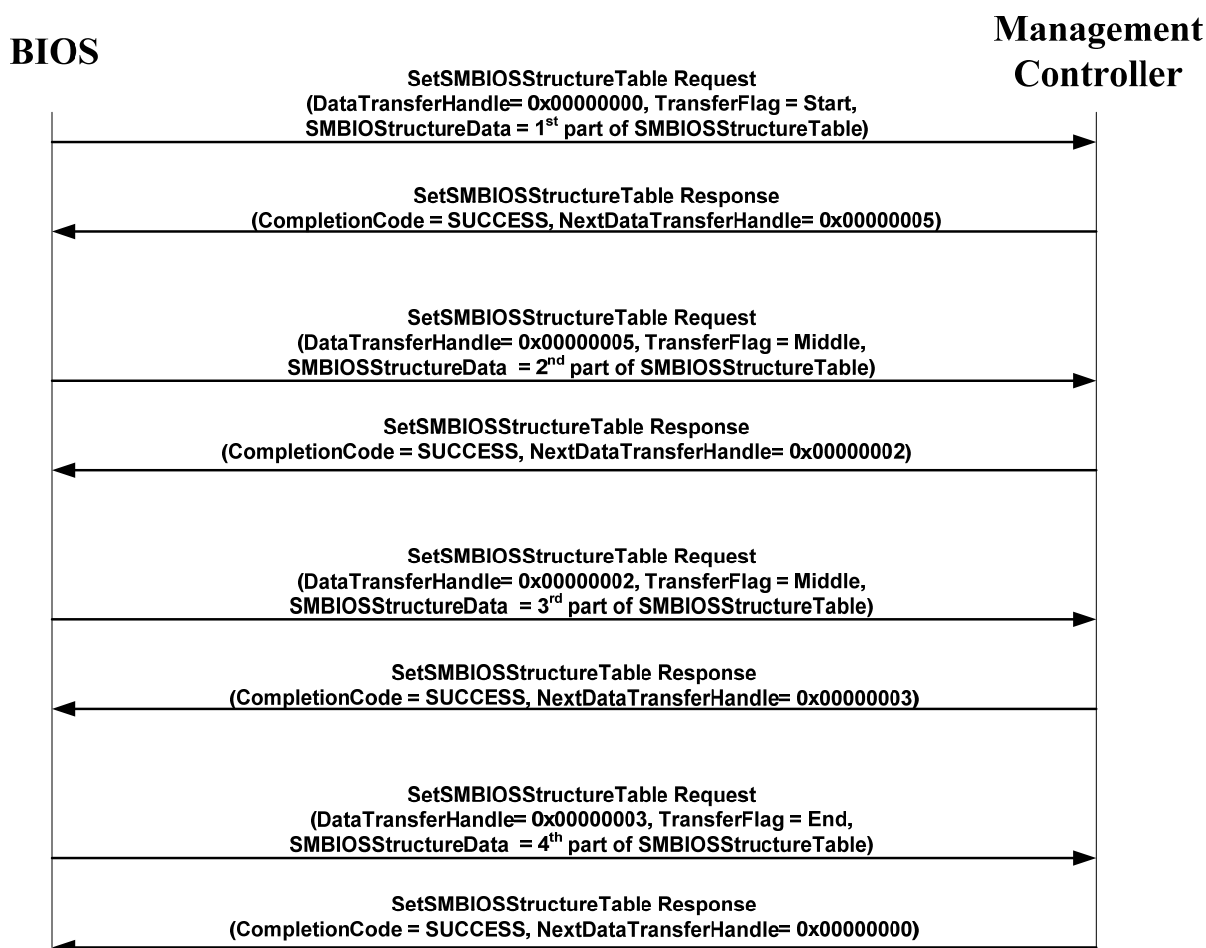 BIOS
Management
Controller
SetSMBIOSStructureTable Request
(DataTransferHandle= 0x00000000, TransferFlag = Start,
SMBIOStructureData = 1st part of SMBIOSStructureTable)
SetSMBIOSStructureTable Response
(CompletionCode = SUCCESS, NextDataTransferHandle= 0x00000005)
SetSMBIOSStructureTable Request
(DataTransferHandle= 0x00000005, TransferFlag = Middle,
SMBIOSStructureData = 2nd part of SMBIOSStructureTable)
SetSMBIOSStructureTable Response
(CompletionCode = SUCCESS, NextDataTransferHandle= 0x00000002)
SetSMBIOSStructureTable Request
(DataTransferHandle= 0x00000002, TransferFlag = Middle,
SMBIOSStructureData = 3rd part of SMBIOSStructureTable)
SetSMBIOSStructureTable Response
(CompletionCode = SUCCESS, NextDataTransferHandle= 0x00000003)
SetSMBIOSStructureTable Request
(DataTransferHandle= 0x00000003, TransferFlag = End,
SMBIOSStructureData = 4th part of SMBIOSStructureTable)
SetSMBIOSStructureTable Response
(CompletionCode = SUCCESS, NextDataTransferHandle= 0x00000000)